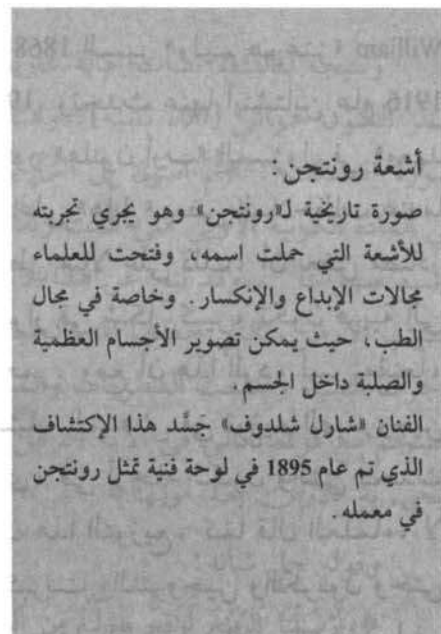 أشعة رونتجن:
صورة تاريخية لـ«رونتجن» وهو يجري تجربته
للأشعة التي حملت اسمه، وفتحت للعلماء
مجالات الإبداع والإنكسار. وخاصة في مجال
الطب، حيث يمكن تصوير الأجسام العظمية
والصلبة داخل الجسم.
الفنان «شارل شلدوف» جَسَّد هذا الإكتشاف
الذي تم عام 1895 في لوحة فنية تمثل رونتجن
في معمله.